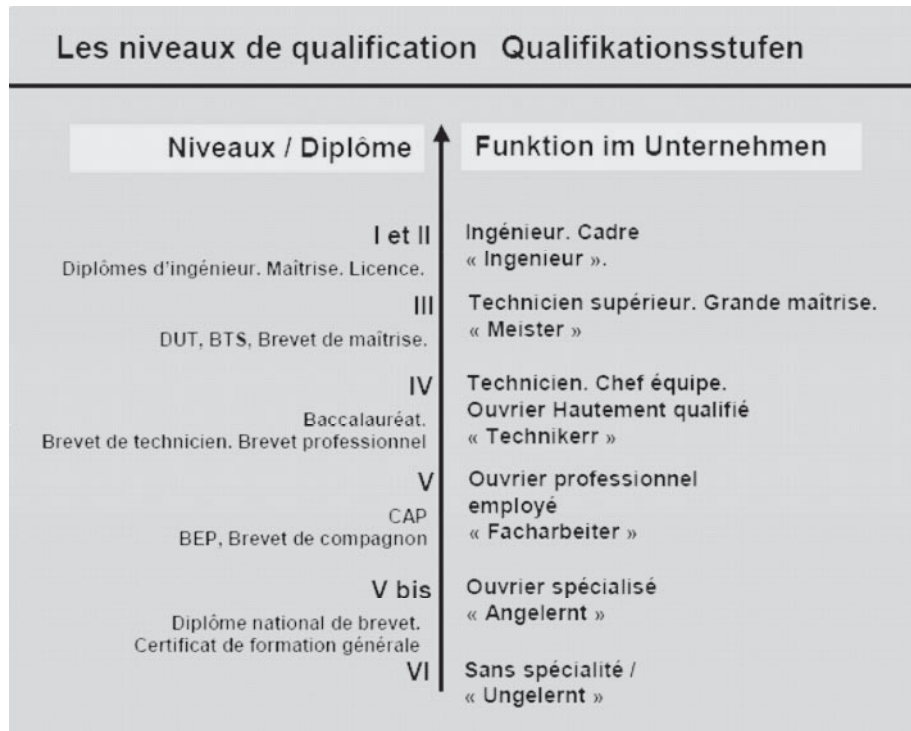 Les niveaux de qualification Qualifikationsstufen
Niveaux / Diplôme
Funktion im Unternehmen
I et II
Diplômes d'ingénieur. Maîtrise. Licence.
Ingénieur. Cadre
« Ingenieur ».
III
DUT, BTS, Brevet de maîtrise.
Technicien supérieur. Grande maîtrise.
« Meister »
IV
Baccalauréat.
Brevet de technicien. Brevet professionnel
Technicien. Chef équipe.
Ouvrier Hautement qualifié
« Technikerr »
V
CAP
BEP, Brevet de compagnon
Ouvrier professionnel
employé
« Facharbeiter »
V bis
Diplôme national de brevet.
Certificat de formation générale
Ouvrier spécialisé
« Angelernt »
VI
Sans spécialité /
« Ungelernt »